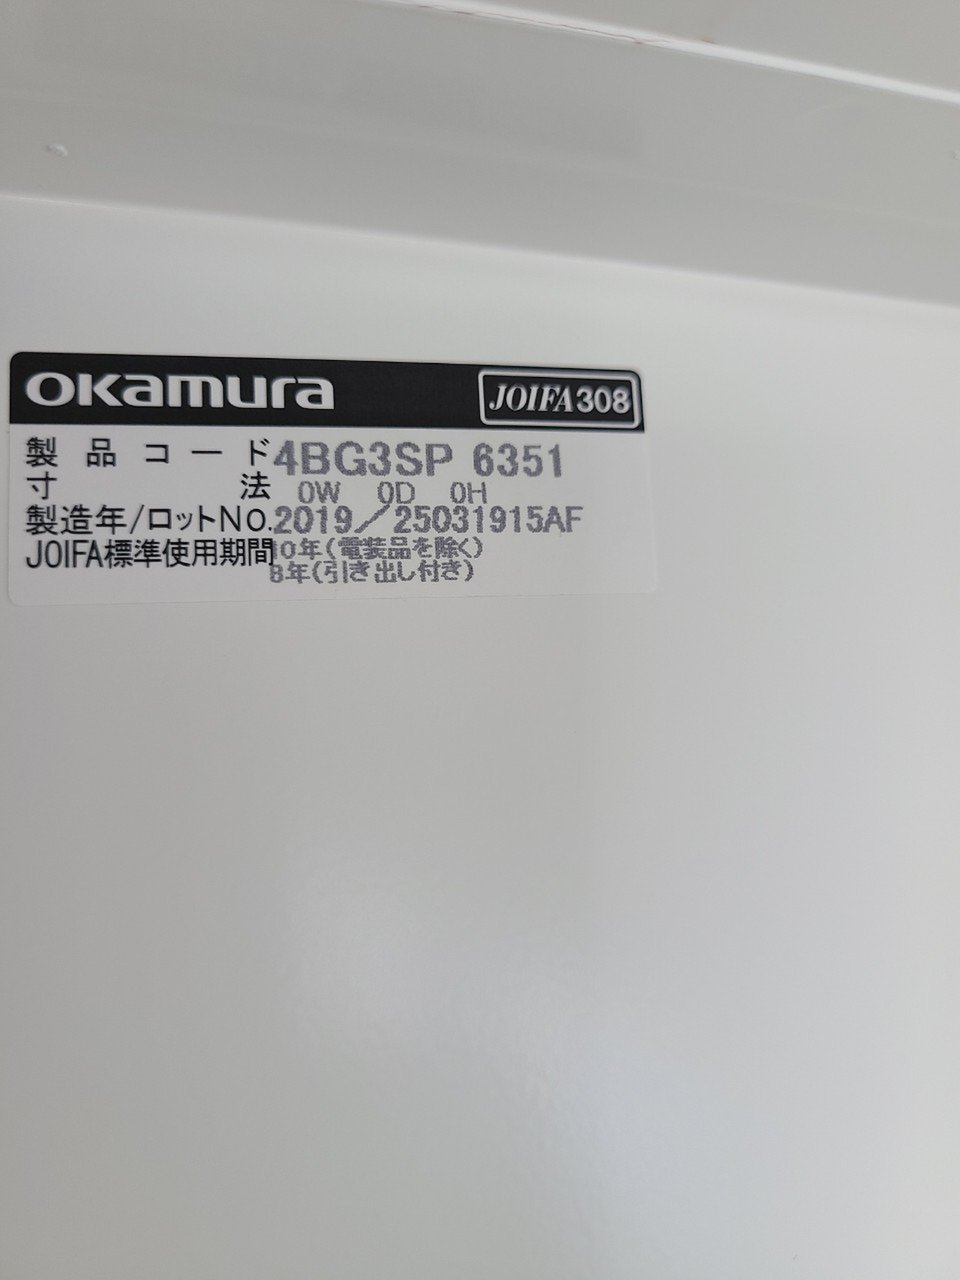 okamura JOIFA308
製品コード 4BG3SP 6351
寸法 0W 0D 0H
製造年/ロットNo. 2019/25031915AF
JOIFA標準使用期間 10年(電装品を除く)
8年(引き出し付き)